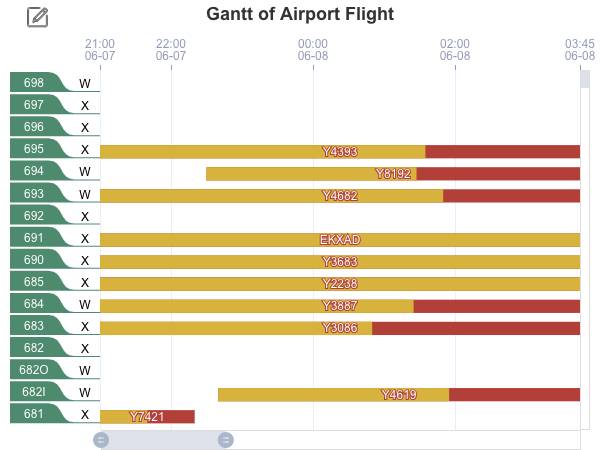 Gantt of Airport Flight
21:00 22:00 00:00 02:00 03:45
06-07 06-07 06-08 06-08 06-08
698 W
697 X
696 X
695 X Y4393
694 W Y8192
693 W Y4682
692 X
691 X EKXAD
690 X Y3683
685 X Y2238
684 W Y3887
683 X Y3086
682 X
682O W
682I W Y4619
681 X Y7421